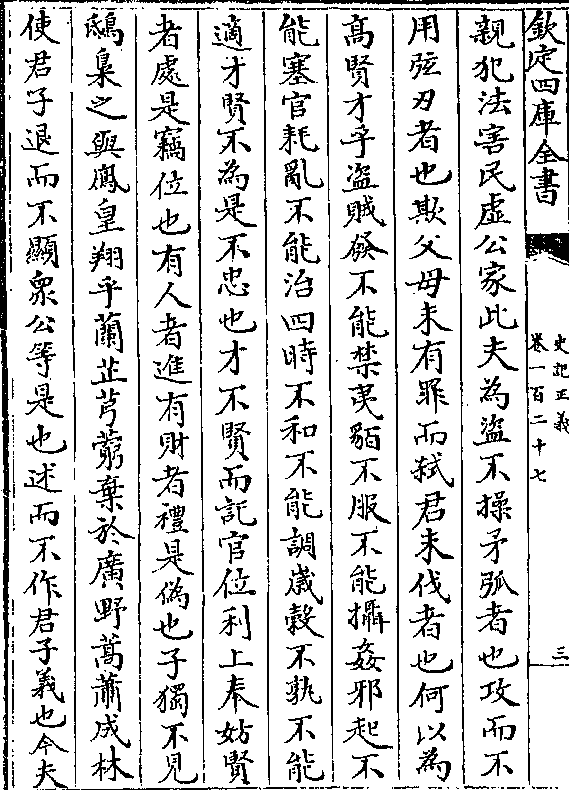 欽定四庫全書
史記正義
卷一百二十七
三
親犯法害民虛公家此夫為盜不操矛弧者也攻而不
用弦刃者也欺父母未有罪而弒君未伐者也何以為
高賢才乎盜賊發不能禁夷貊不服不能攝姦邪起不
能塞官耗亂不能治四時不和不能調歲穀不孰不能
適才賢不為是不忠也才不賢而託官位利上奉妨賢
者處是竊位也有人者進有財者禮是偽也子獨不見
鴟梟之與鳳皇翔乎蘭芷芎藭棄於廣野蒿蕭成林
使君子退而不顯衆公等是也述而不作君子義也今夫